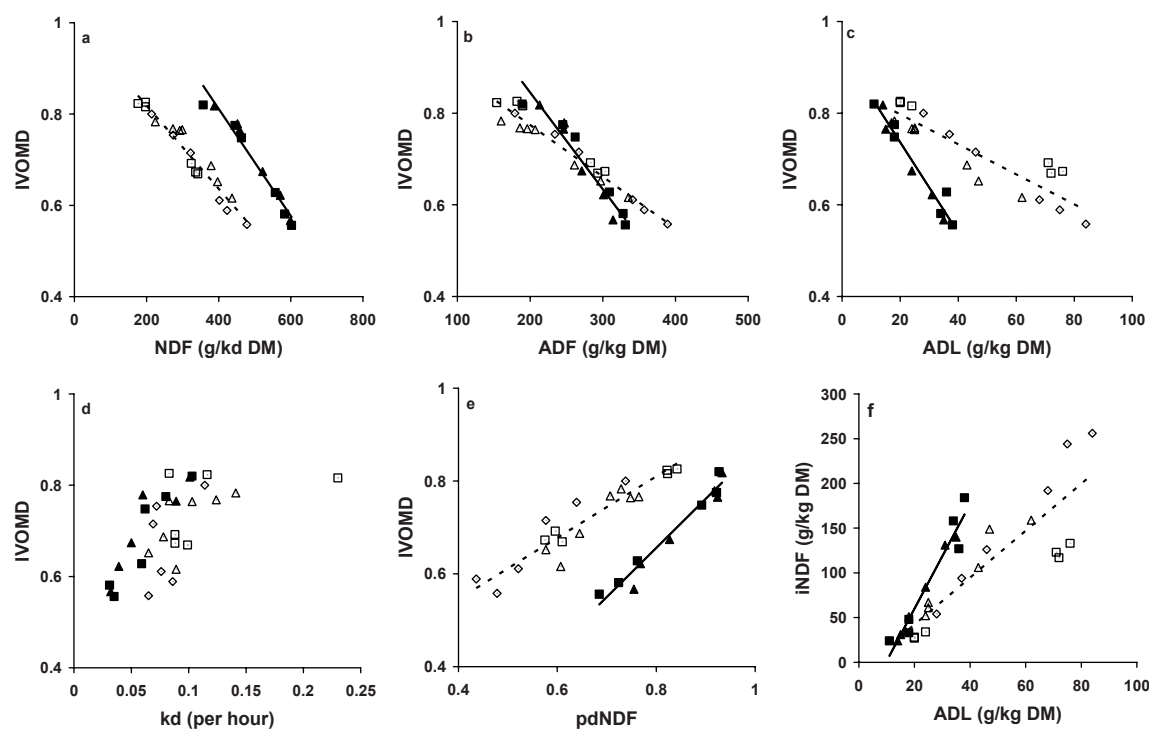 a
IVOMD
1
0.8
0.6
0.4
0 200 400 600 800
NDF (g/kd DM)
b
IVOMD
1
0.8
0.6
0.4
100 200 300 400 500
ADF (g/kg DM)
c
IVOMD
1
0.8
0.6
0.4
0 20 40 60 80 100
ADL (g/kg DM)
d
IVOMD
1
0.8
0.6
0.4
0 0.05 0.1 0.15 0.2 0.25
kd (per hour)
e
IVOMD
1
0.8
0.6
0.4
0.4 0.6 0.8 1
pdNDF
f
iNDF (g/kg DM)
300
250
200
150
100
50
0
0 20 40 60 80 100
ADL (g/kg DM)